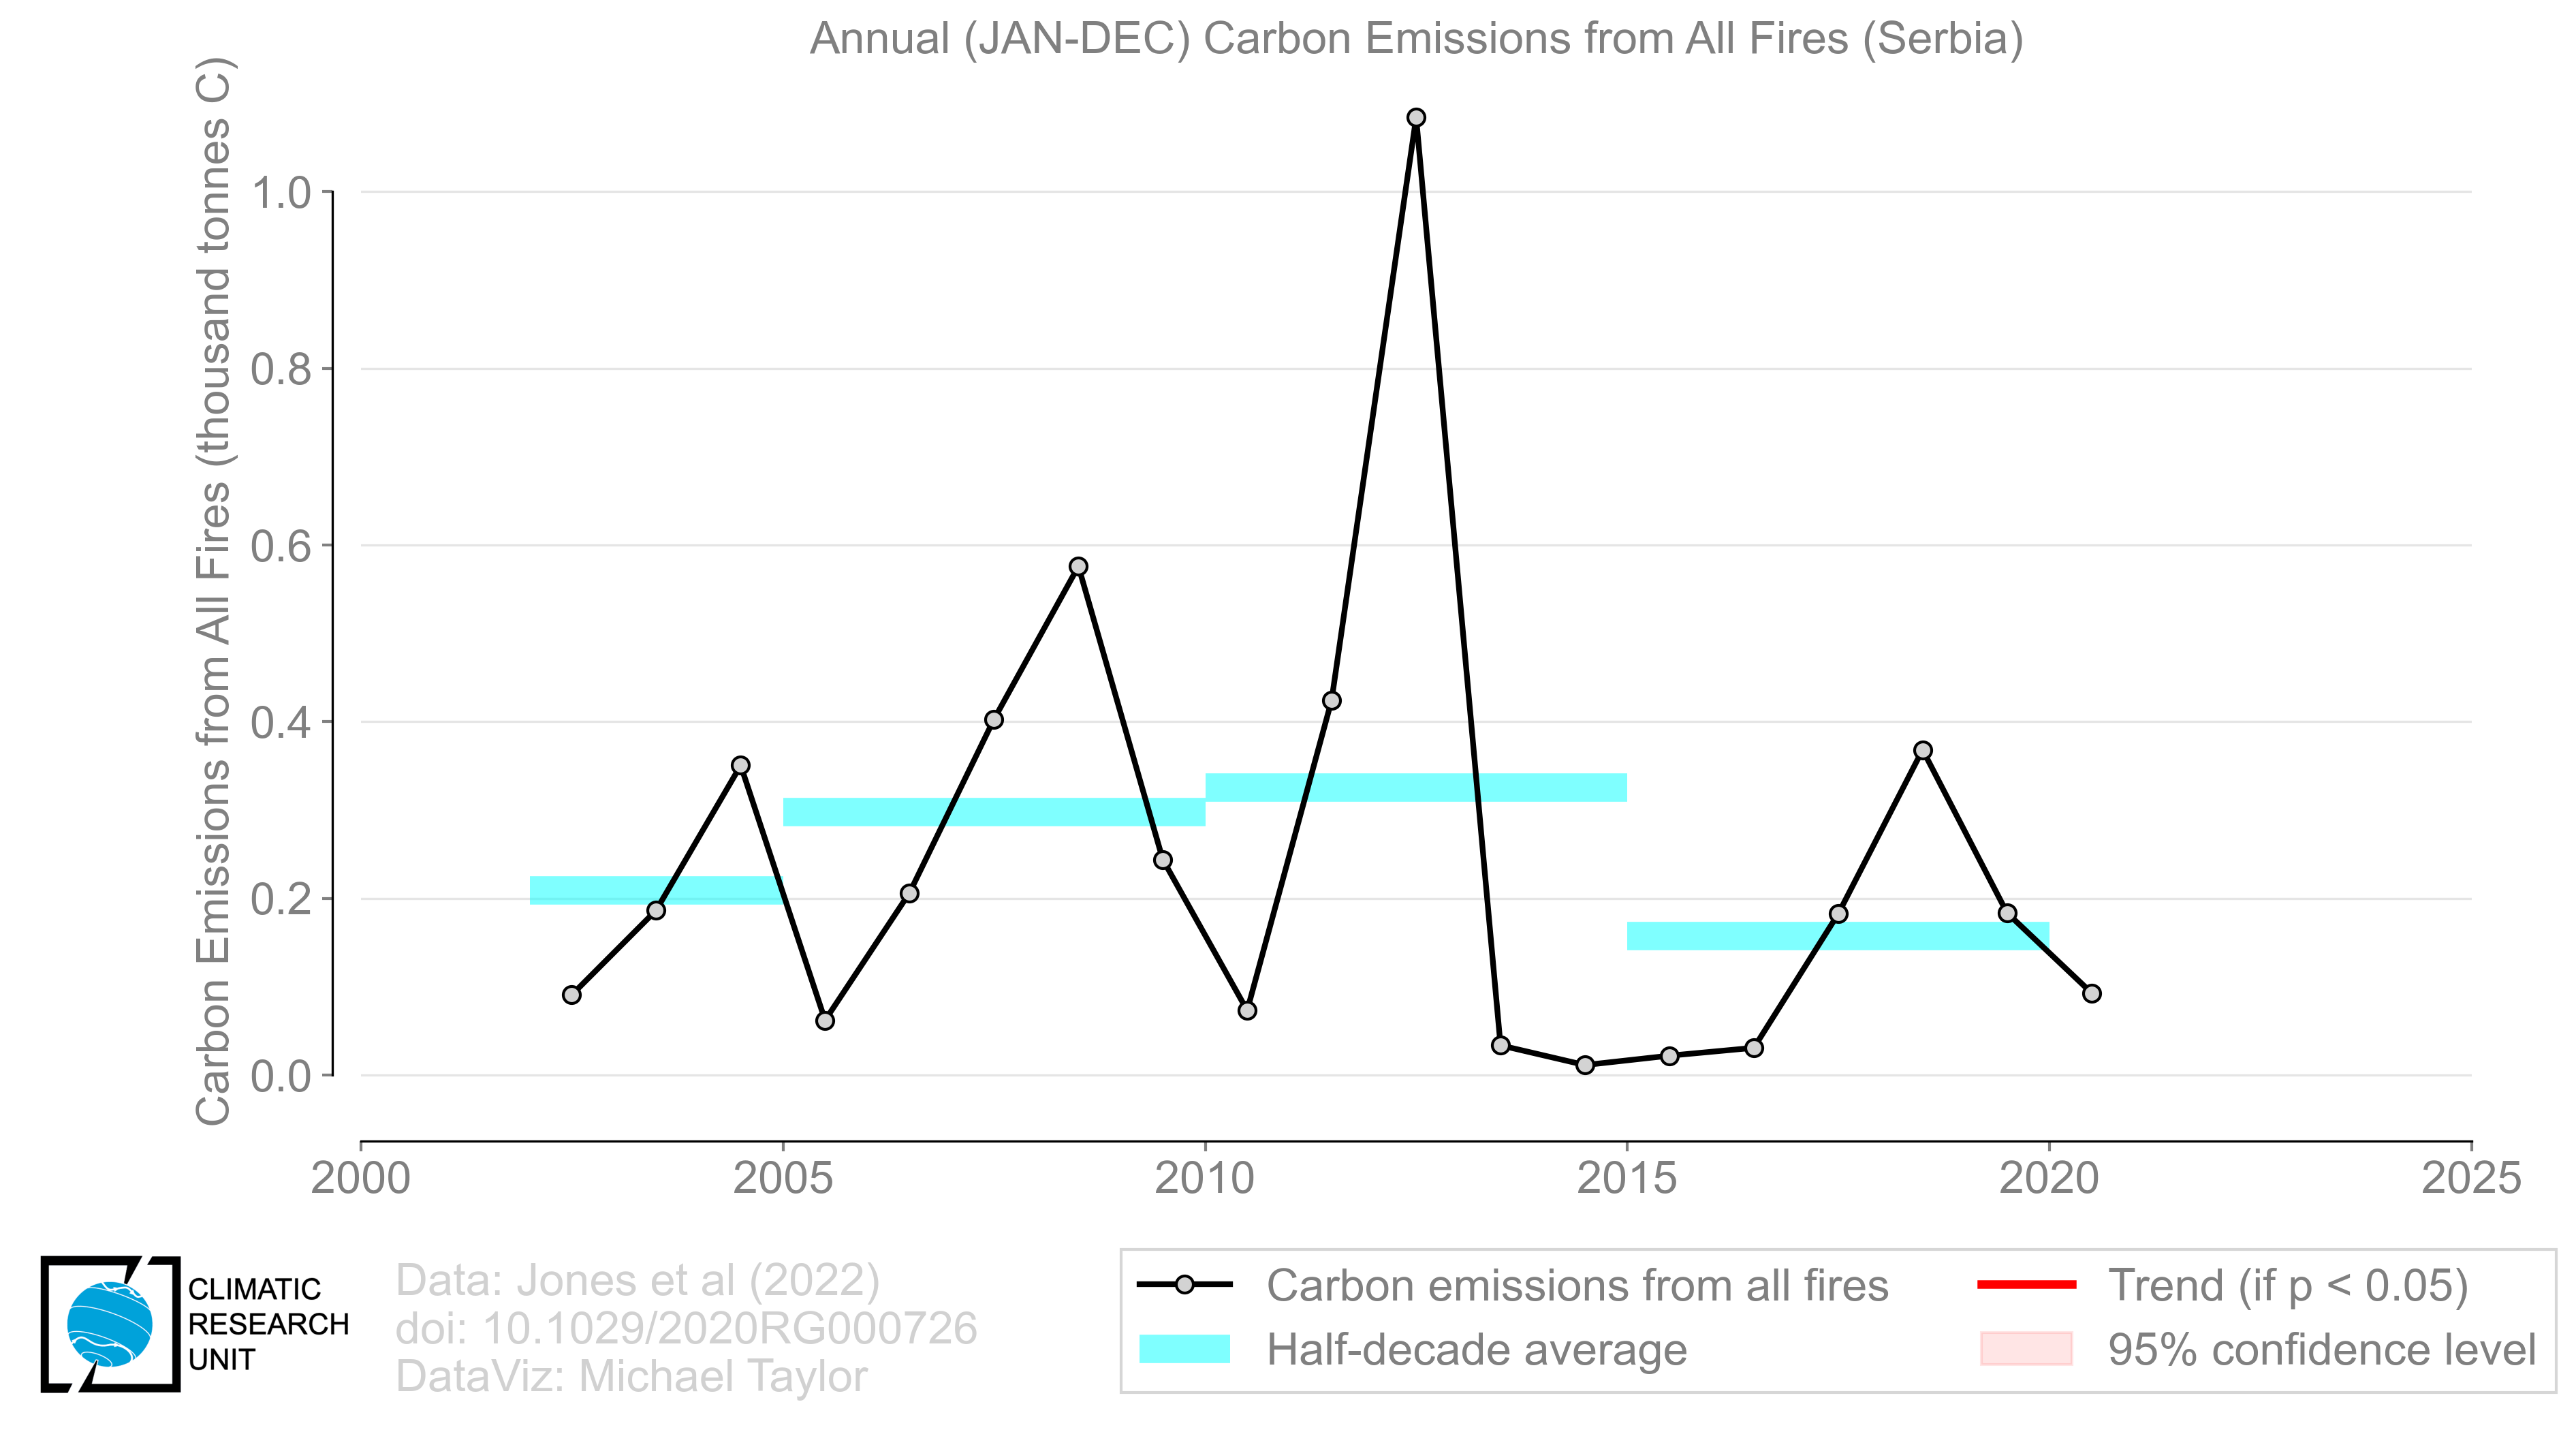 Annual (JAN-DEC) Carbon Emissions from All Fires (Serbia)
Carbon Emissions from All Fires (thousand tonnes C)
1.0
0.8
0.6
0.4
0.2
0.0
2000 2005 2010 2015 2020 2025
CLIMATIC
RESEARCH
UNIT
Data: Jones et al (2022)
doi: 10.1029/2020RG000726
DataViz: Michael Taylor
Carbon emissions from all fires
Half-decade average
Trend (if p < 0.05)
95% confidence level